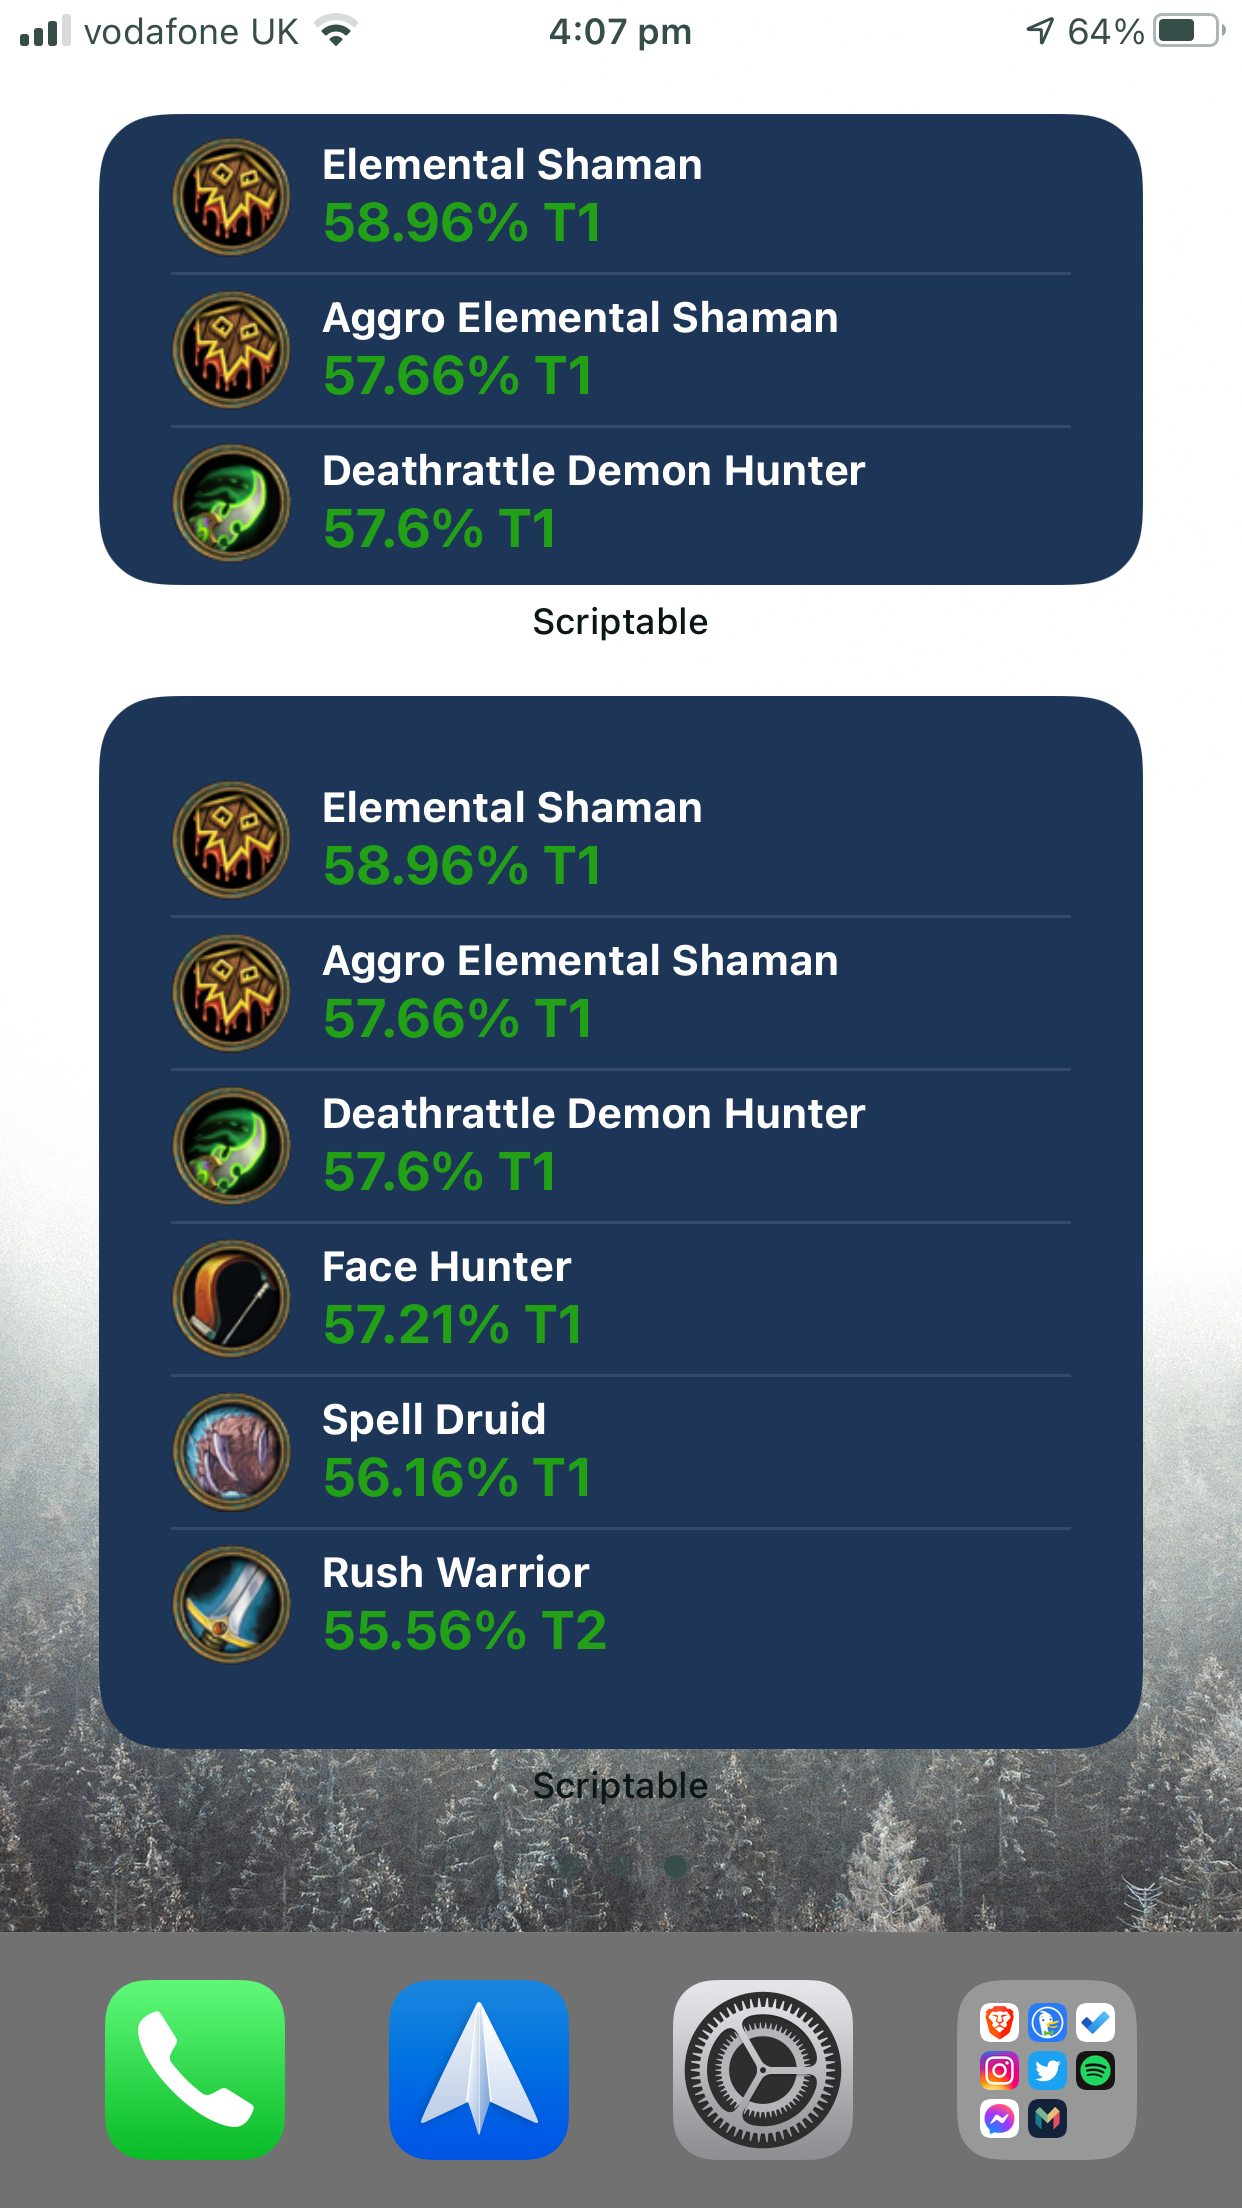 vodafone UK
4:07 pm
64%
Elemental Shaman
58.96% T1
Aggro Elemental Shaman
57.66% T1
Deathrattle Demon Hunter
57.6% T1
Scriptable
Elemental Shaman
58.96% T1
Aggro Elemental Shaman
57.66% T1
Deathrattle Demon Hunter
57.6% T1
Face Hunter
57.21% T1
Spell Druid
56.16% T1
Rush Warrior
55.56% T2
Scriptable